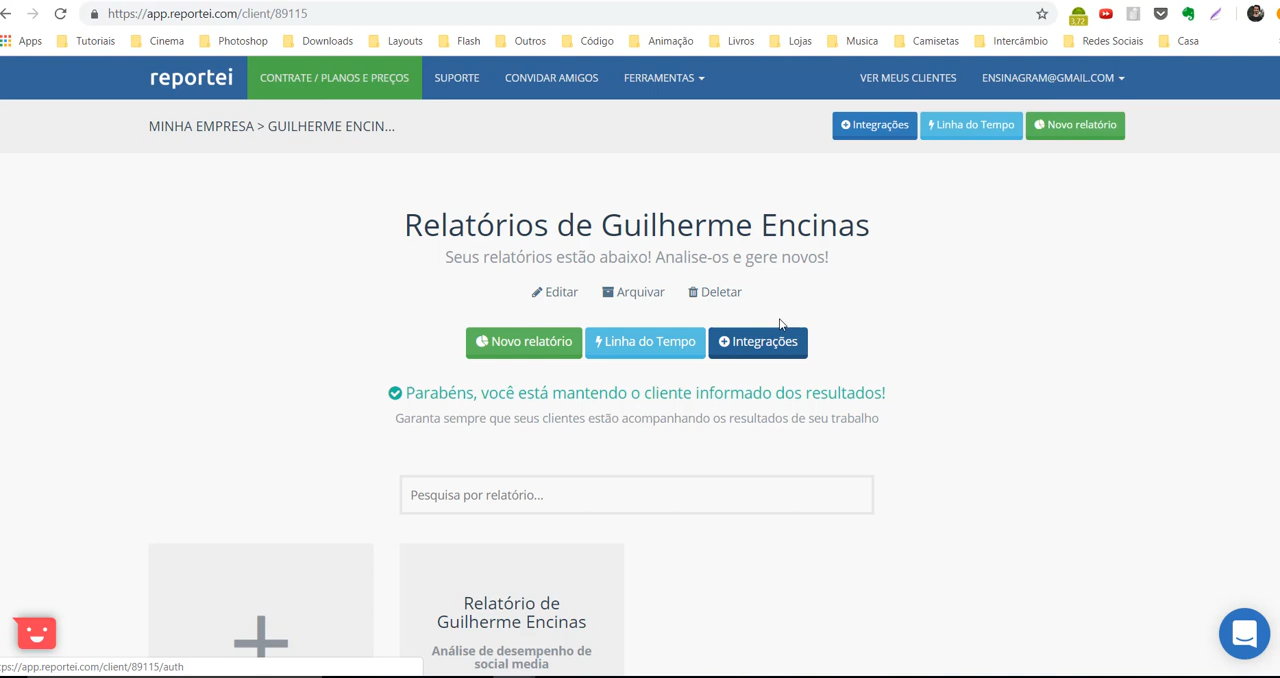 https://app.reportei.com/client/89115
3.72
Apps Tutoriais Cinema Photoshop Downloads Layouts Flash Outros Código Animação Livros Lojas Musica Camisetas Intercâmbio Redes Sociais Casa
reportei CONTRATE / PLANOS E PREÇOS SUPORTE CONVIDAR AMIGOS FERRAMENTAS VER MEUS CLIENTES ENSINAGRAM@GMAIL.COM
MINHA EMPRESA > GUILHERME ENCIN... Integrações Linha do Tempo Novo relatório
Relatórios de Guilherme Encinas
Seus relatórios estão abaixo! Analise-os e gere novos!
Editar Arquivar Deletar
Novo relatório Linha do Tempo Integrações
Parabéns, você está mantendo o cliente informado dos resultados!
Garanta sempre que seus clientes estão acompanhando os resultados de seu trabalho
Pesquisa por relatório...
Relatório de
Guilherme Encinas
Análise de desempenho de
social media
ps://app.reportei.com/client/89115/auth